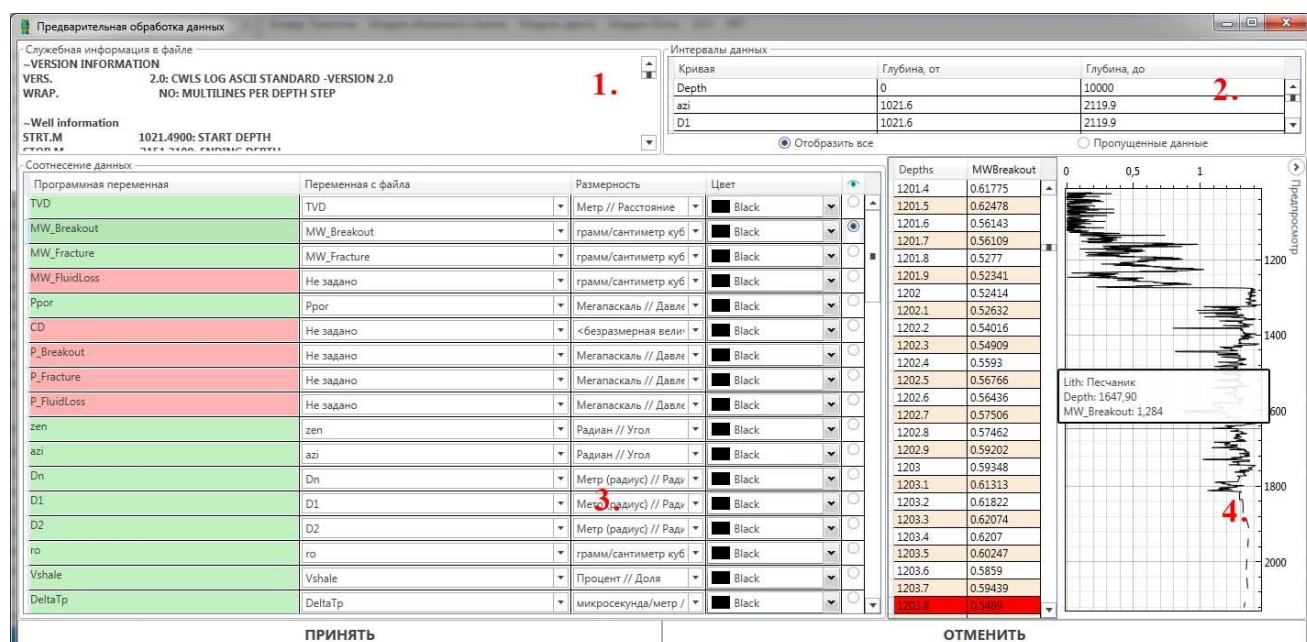 Предварительная обработка данных
Служебная информация в файле
~VERSION INFORMATION
VERS. 2.0: CWLS LOG ASCII STANDARD -VERSION 2.0
WRAP. NO: MULTILINES PER DEPTH STEP
~Well information
STRT.M 1021.4900: START DEPTH
1.
Интервалы данных
Кривая Глубина, от Глубина, до
Depth 0 10000
azi 1021.6 2119.9
D1 1021.6 2119.9
2.
Отобразить все Пропущенные данные
Соотнесение данных
Программная переменная Переменная с файла Размерность Цвет
TVD TVD Метр // Расстояние Black
MW_Breakout MW_Breakout грамм/сантиметр куб Black
MW_Fracture MW_Fracture грамм/сантиметр куб Black
MW_FluidLoss Не задано грамм/сантиметр куб Black
Ppor Ppor Мегапаскаль // Давле Black
CD Не задано <безразмерная велич Black
P_Breakout Не задано Мегапаскаль // Давле Black
P_Fracture Не задано Мегапаскаль // Давле Black
P_FluidLoss Не задано Мегапаскаль // Давле Black
zen zen Радиан // Угол Black
azi azi Радиан // Угол Black
Dn Dn Метр (радиус) // Ради Black
D1 D1 Метр (радиус) // Ради Black
D2 D2 Метр (радиус) // Ради Black
ro ro грамм/сантиметр куб Black
Vshale Vshale Процент // Доля Black
DeltaTp DeltaTp микросекунда/метр / Black
3.
Depths MWBreakout
1201.4 0.61775
1201.5 0.62478
1201.6 0.56143
1201.7 0.56109
1201.8 0.5277
1201.9 0.52341
1202 0.52414
1202.1 0.52632
1202.2 0.54016
1202.3 0.54909
1202.4 0.5593
1202.5 0.56766
1202.6 0.56436
1202.7 0.57506
1202.8 0.57462
1202.9 0.59202
1203 0.59348
1203.1 0.61313
1203.2 0.61822
1203.3 0.62074
1203.4 0.6207
1203.5 0.60247
1203.6 0.5859
1203.7 0.59439
1203.8 0.5469
0 0,5 1
Предпросмотр
1200
1400
Lith: Песчаник
Depth: 1647,90
MW_Breakout: 1,284
600
1800
4.
2000
ПРИНЯТЬ ОТМЕНИТЬ